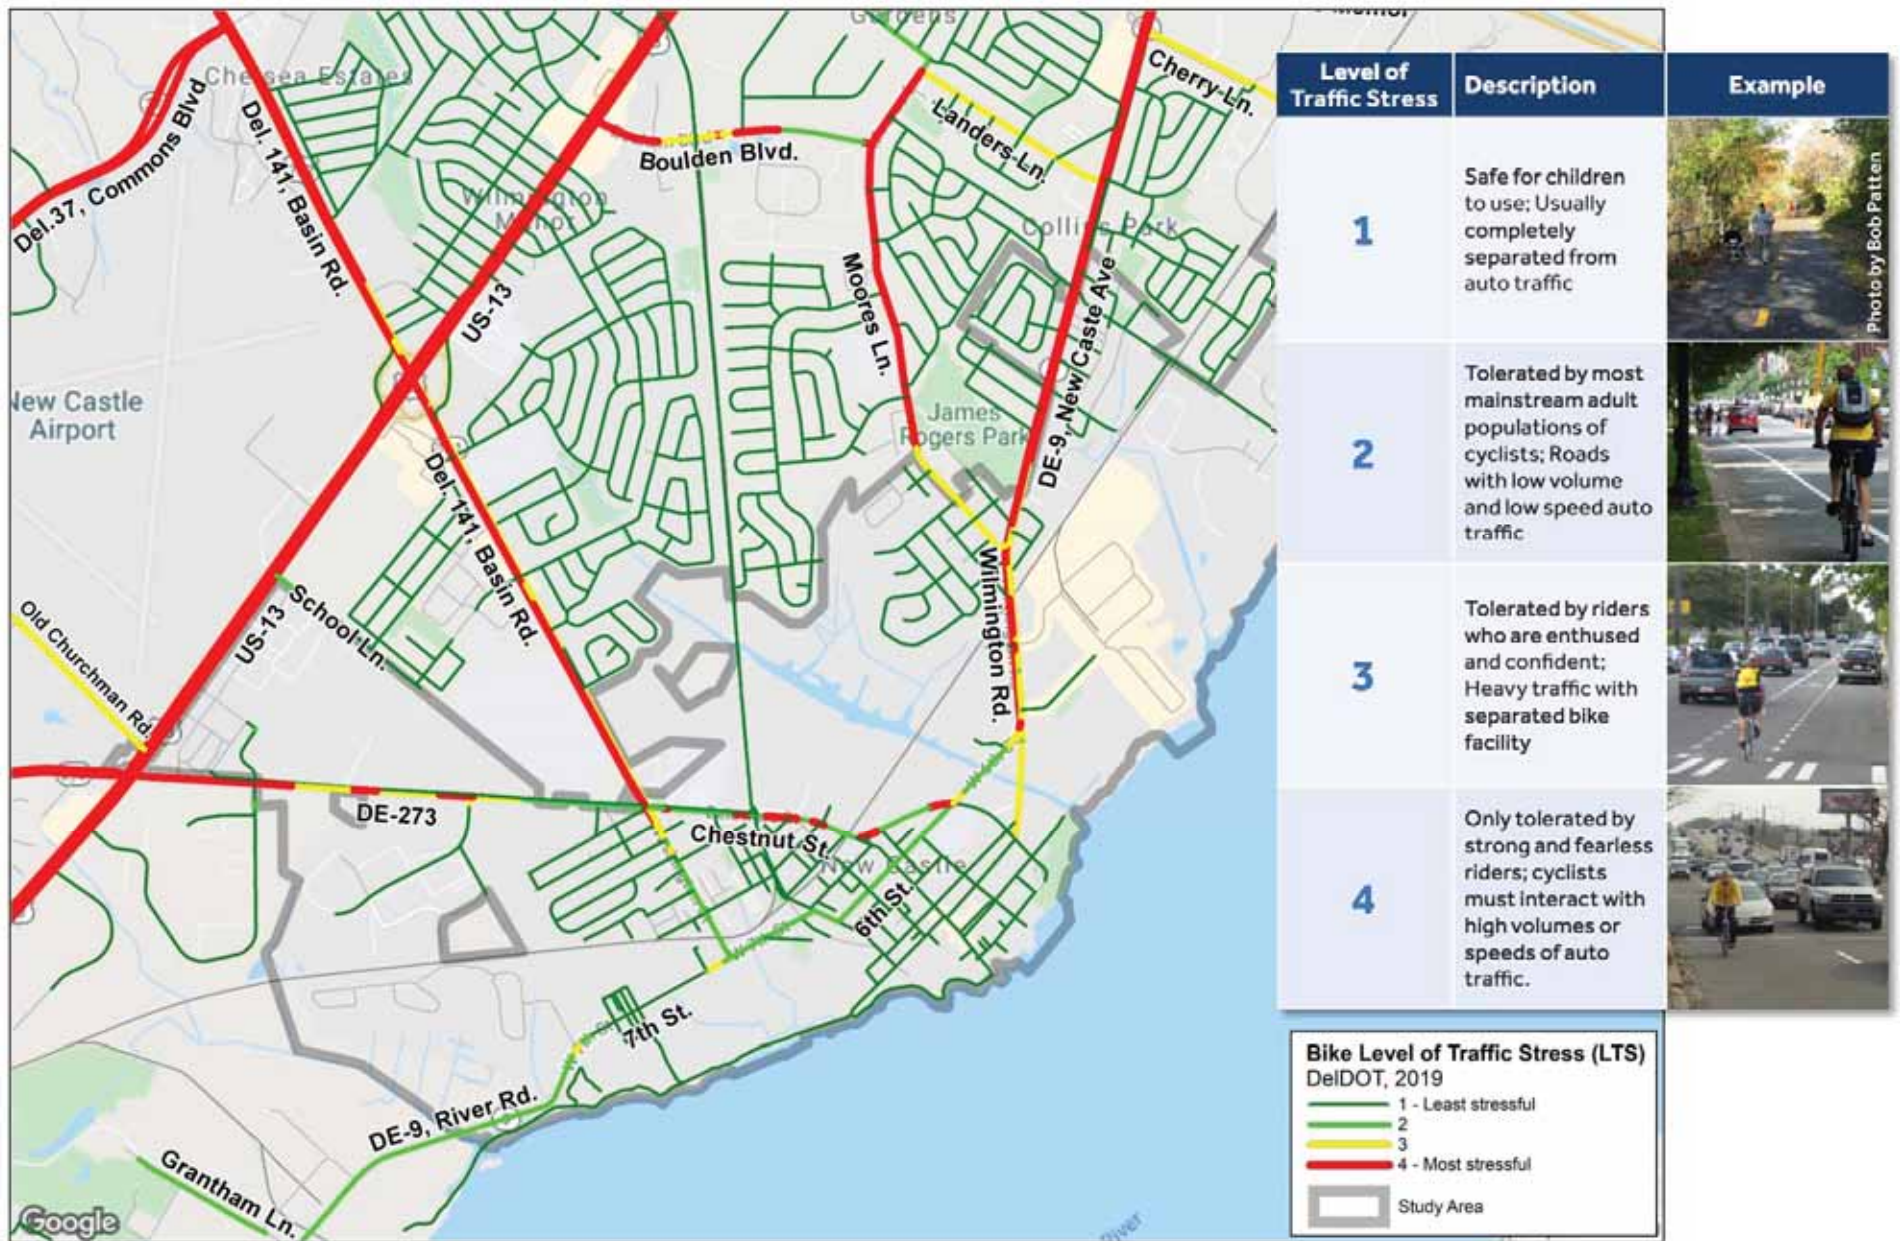 Gardens
Chelsea Estates
Del.37, Commons Blvd
Del. 141, Basin Rd.
Boulden Blvd.
Landers Ln.
Cherry Ln.
Wilmington
Manor
Collins Park
US-13
Moores Ln.
DE-9, New Caste Ave
New Castle
Airport
James
Rogers Park
Del. 141, Basin Rd.
Wilmington Rd.
School Ln.
US-13
Old Churchman Rd.
DE-273
Chestnut St.
New Castle
6th St.
7th St.
DE-9, River Rd.
Grantham Ln.
River
Google
Level of
Traffic Stress
Description
Example
1
Safe for children
to use; Usually
completely
separated from
auto traffic
Photo by Bob Patten
2
Tolerated by most
mainstream adult
populations of
cyclists; Roads
with low volume
and low speed auto
traffic
3
Tolerated by riders
who are enthused
and confident;
Heavy traffic with
separated bike
facility
4
Only tolerated by
strong and fearless
riders; cyclists
must interact with
high volumes or
speeds of auto
traffic.
Bike Level of Traffic Stress (LTS)
DelDOT, 2019
1 - Least stressful
2
3
4 - Most stressful
Study Area